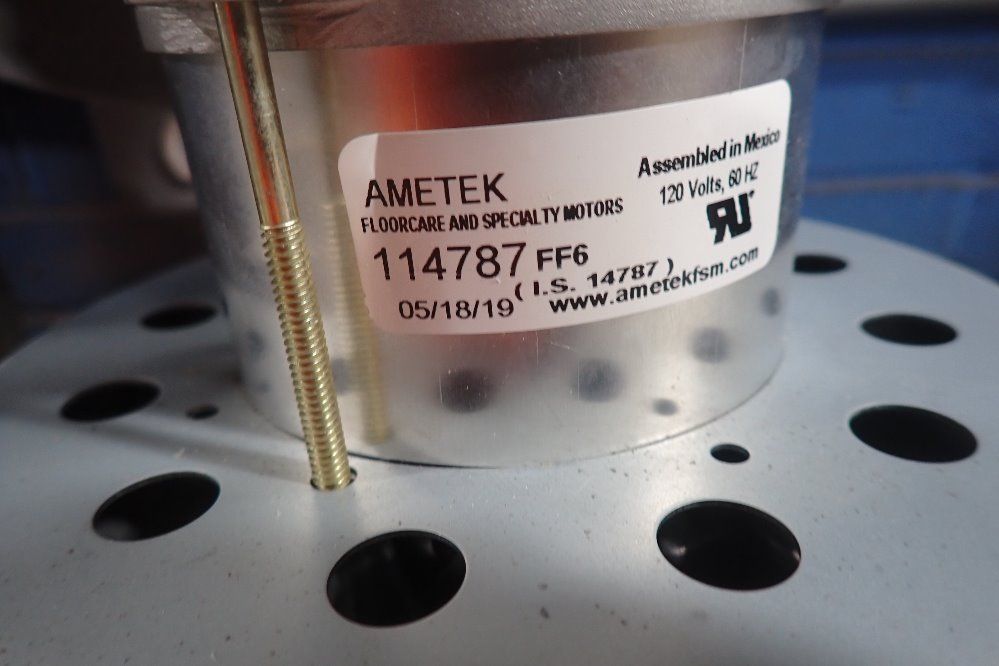 AMETEK
FLOORCARE AND SPECIALTY MOTORS
114787 FF6
05/18/19 ( I.S. 14787 )
www.ametekfsm.com
Assembled in Mexico
120 Volts, 60 HZ
RU